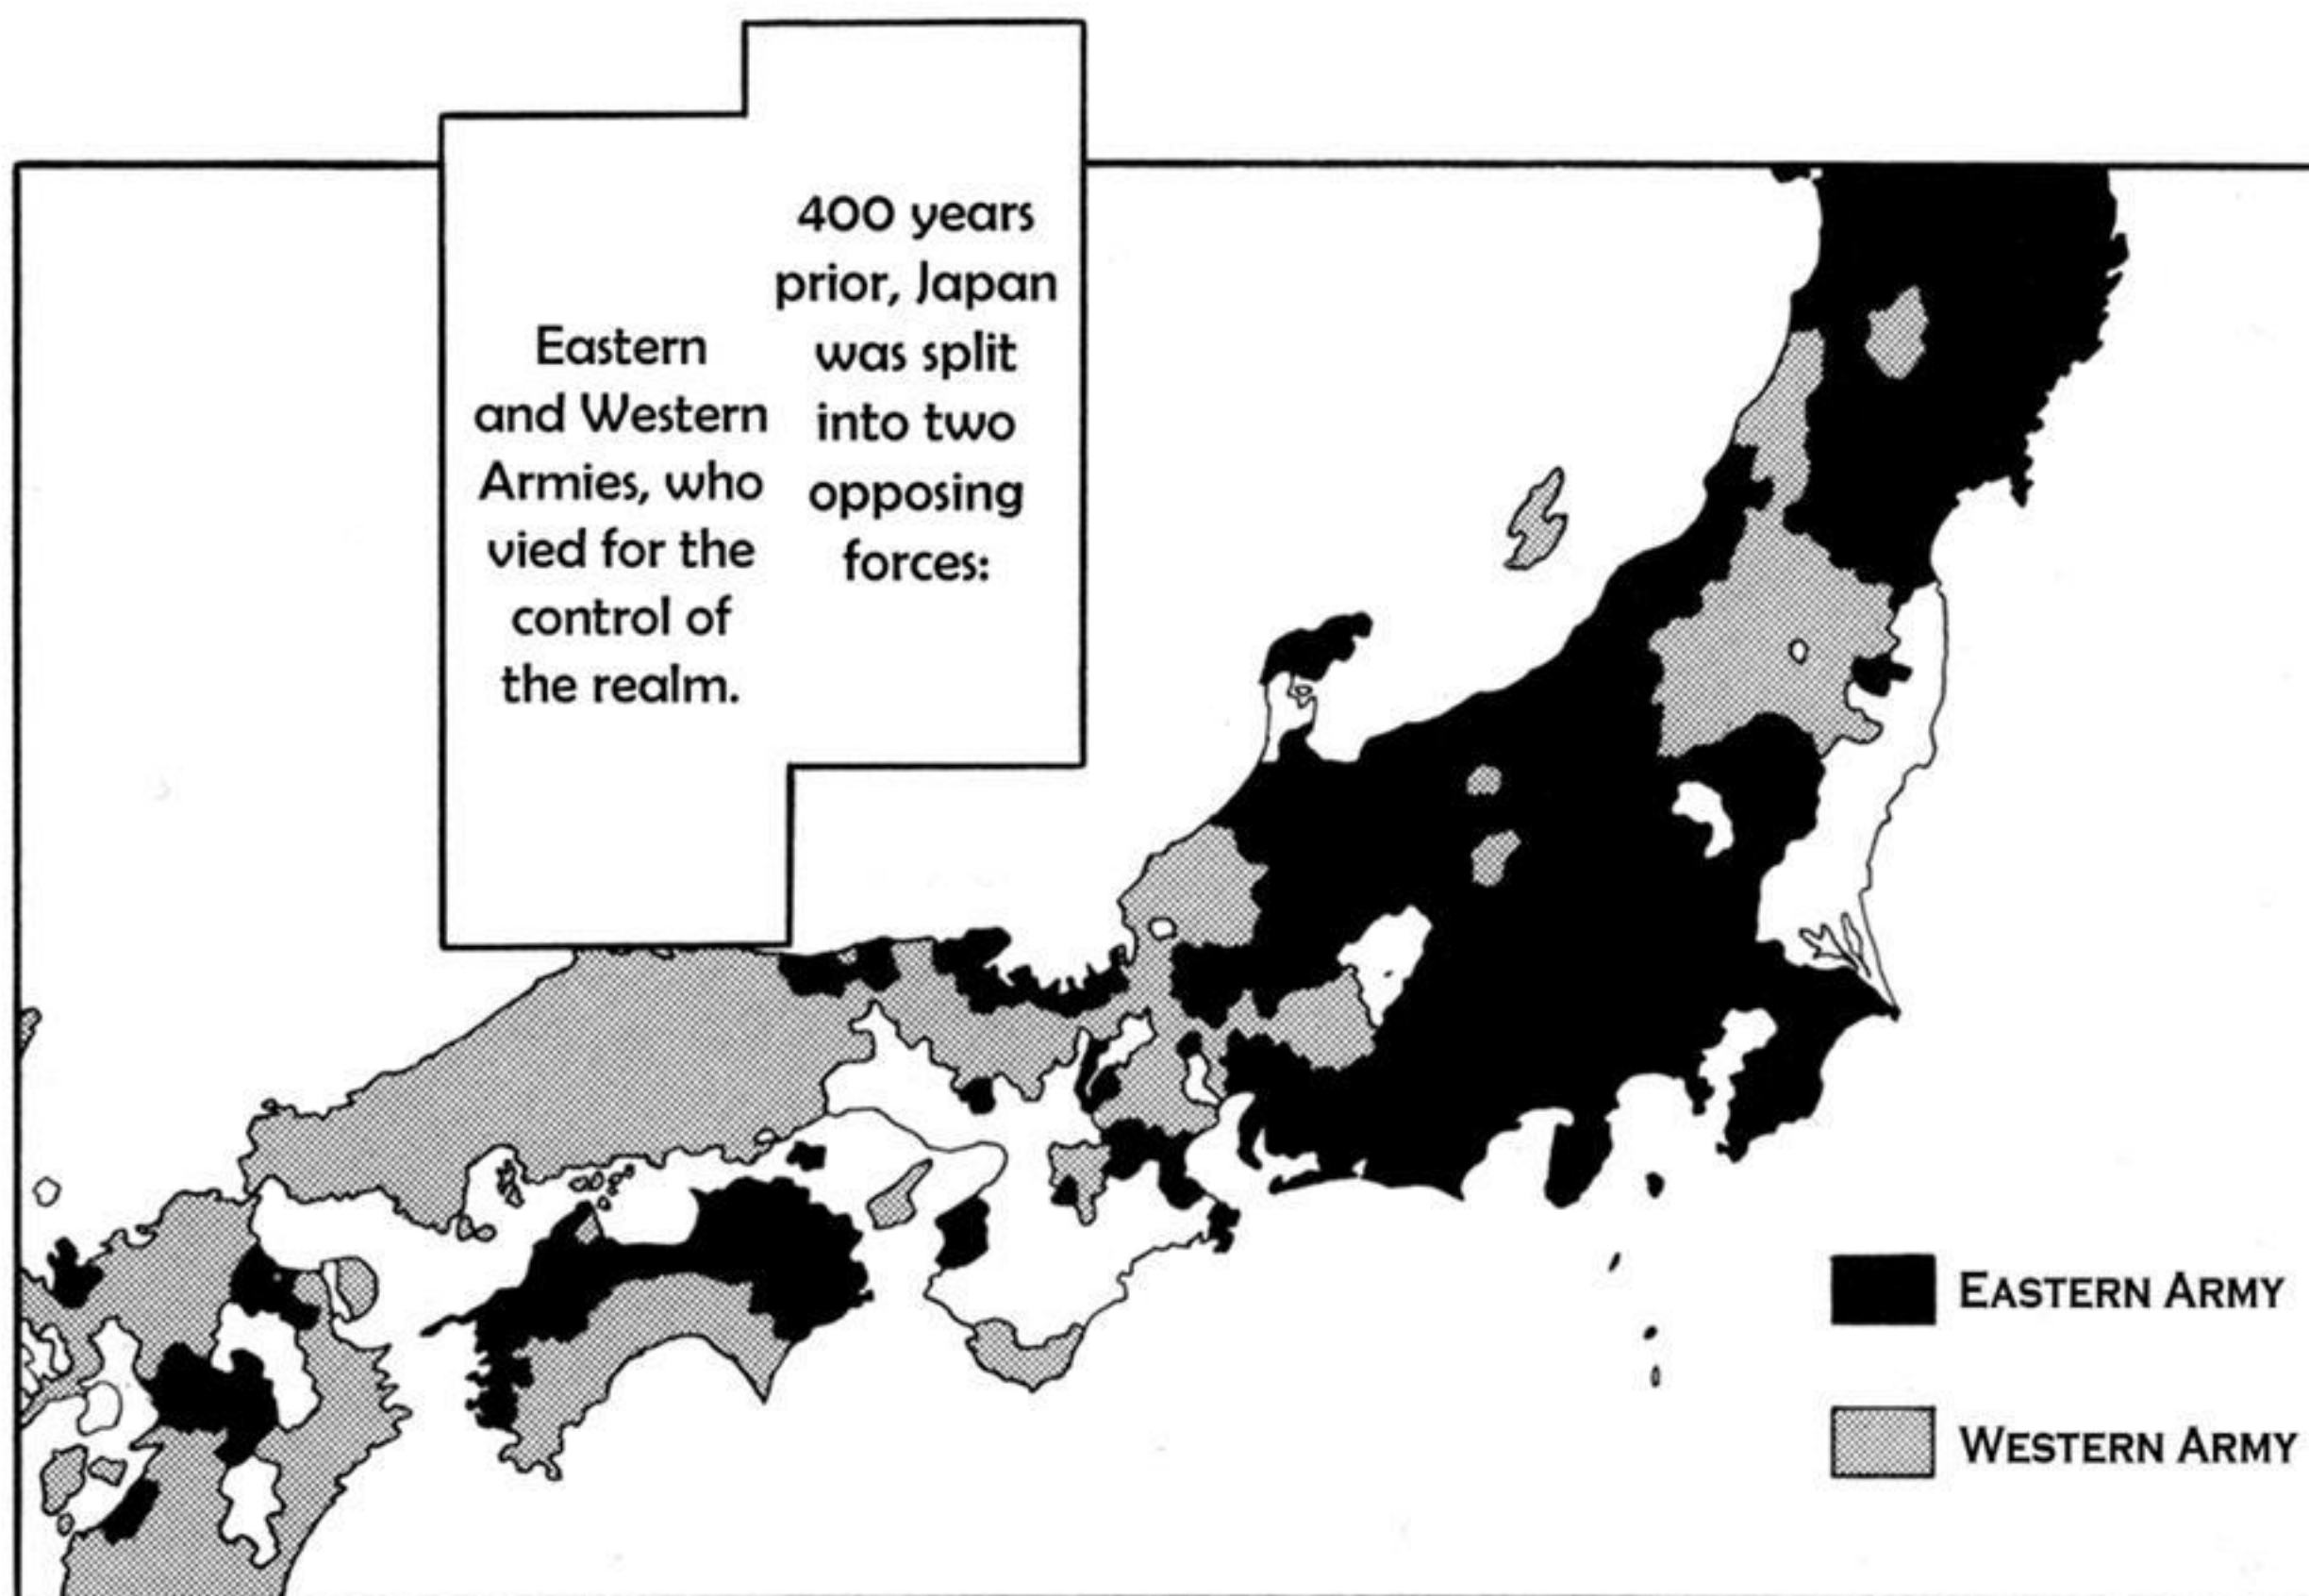 400 years
prior, Japan
was split
into two
opposing
forces:
Eastern
and Western
Armies, who
vied for the
control of
the realm.
EASTERN ARMY
WESTERN ARMY